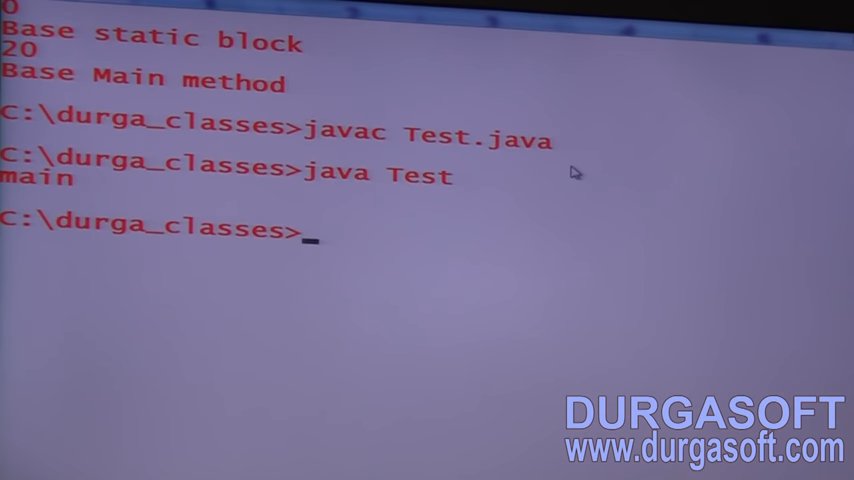 0
Base static block
20
Base Main method
C:\durga_classes>javac Test.java
C:\durga_classes>java Test
main
C:\durga_classes>_
DURGASOFT
www.durgasoft.com